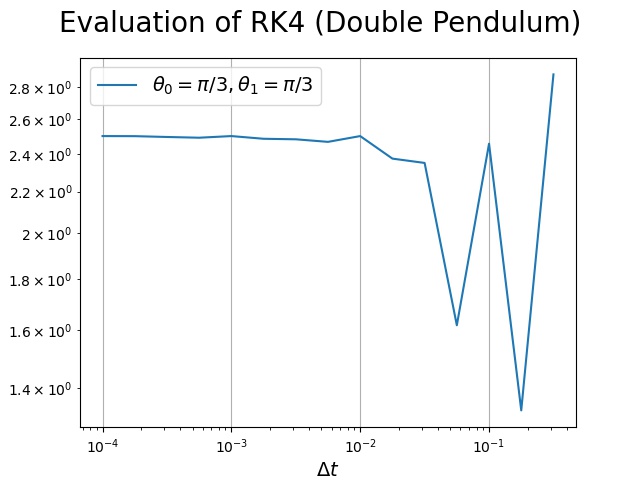 Evaluation of RK4 (Double Pendulum)
θ₀ = π/3, θ₁ = π/3
2.8 × 10⁰
2.6 × 10⁰
2.4 × 10⁰
2.2 × 10⁰
2 × 10⁰
1.8 × 10⁰
1.6 × 10⁰
1.4 × 10⁰
10⁻⁴ 10⁻³ 10⁻² 10⁻¹
Δt